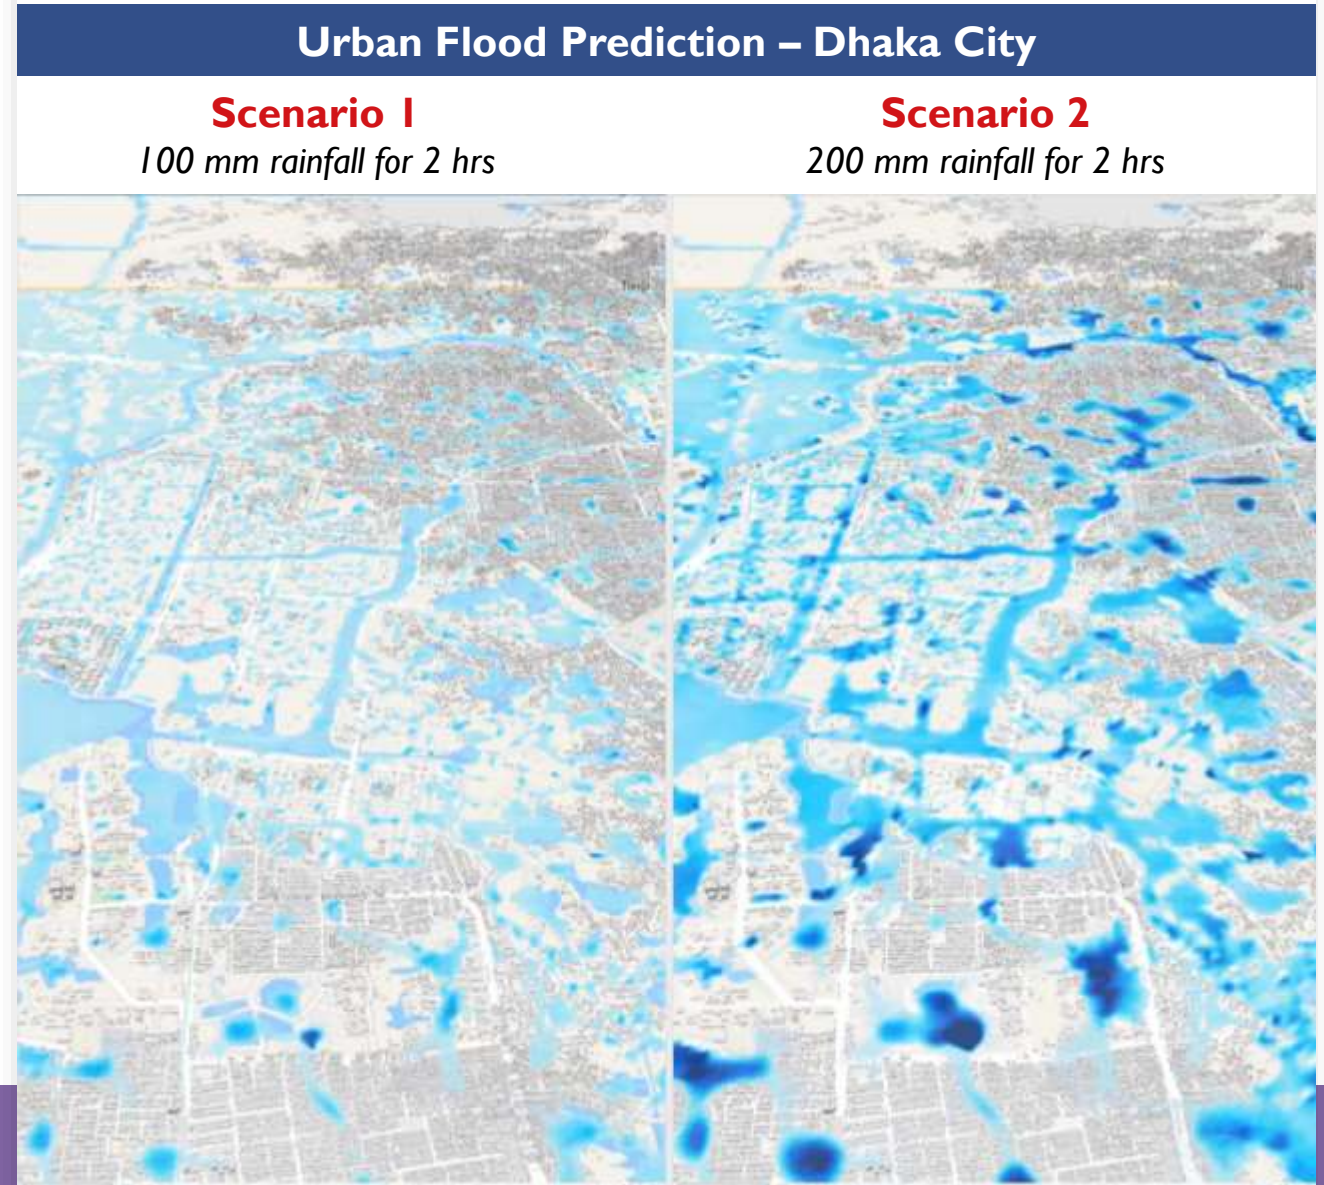 Urban Flood Prediction – Dhaka City
Scenario 1
100 mm rainfall for 2 hrs
Scenario 2
200 mm rainfall for 2 hrs